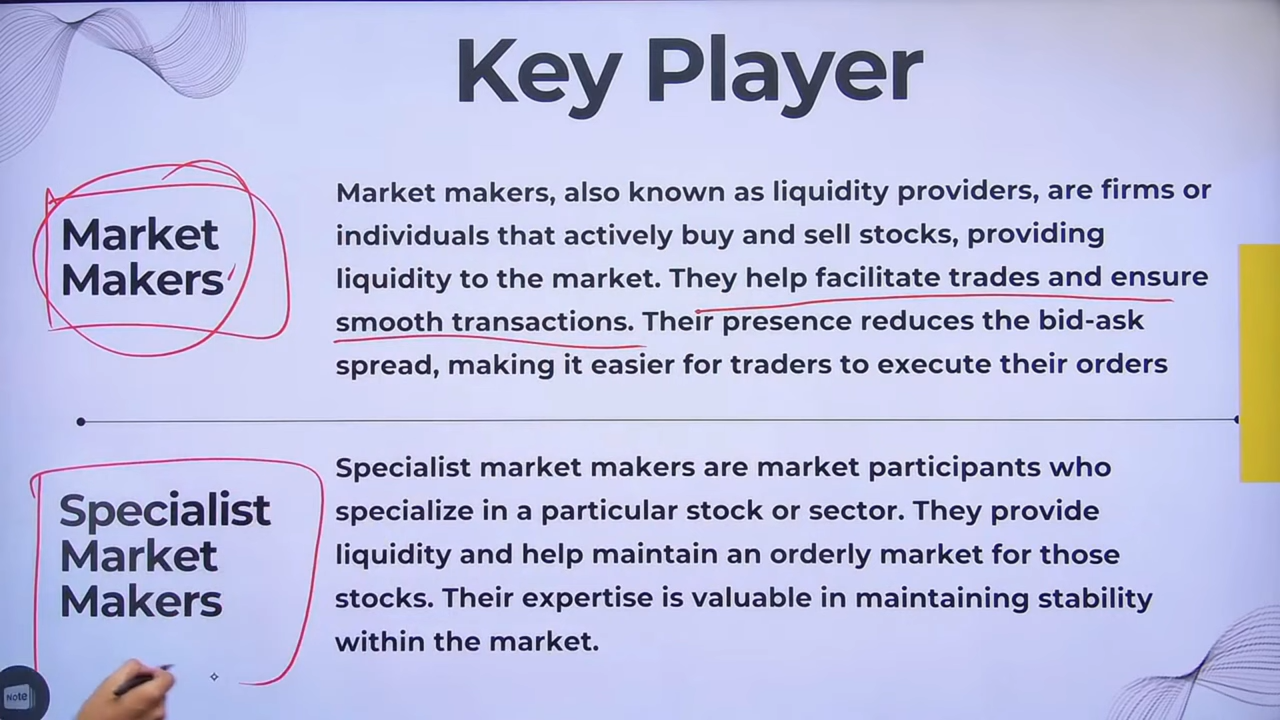 Key Player
Market
Makers
Market makers, also known as liquidity providers, are firms or
individuals that actively buy and sell stocks, providing
liquidity to the market. They help facilitate trades and ensure
smooth transactions. Their presence reduces the bid-ask
spread, making it easier for traders to execute their orders
Specialist
Market
Makers
Specialist market makers are market participants who
specialize in a particular stock or sector. They provide
liquidity and help maintain an orderly market for those
stocks. Their expertise is valuable in maintaining stability
within the market.
Note